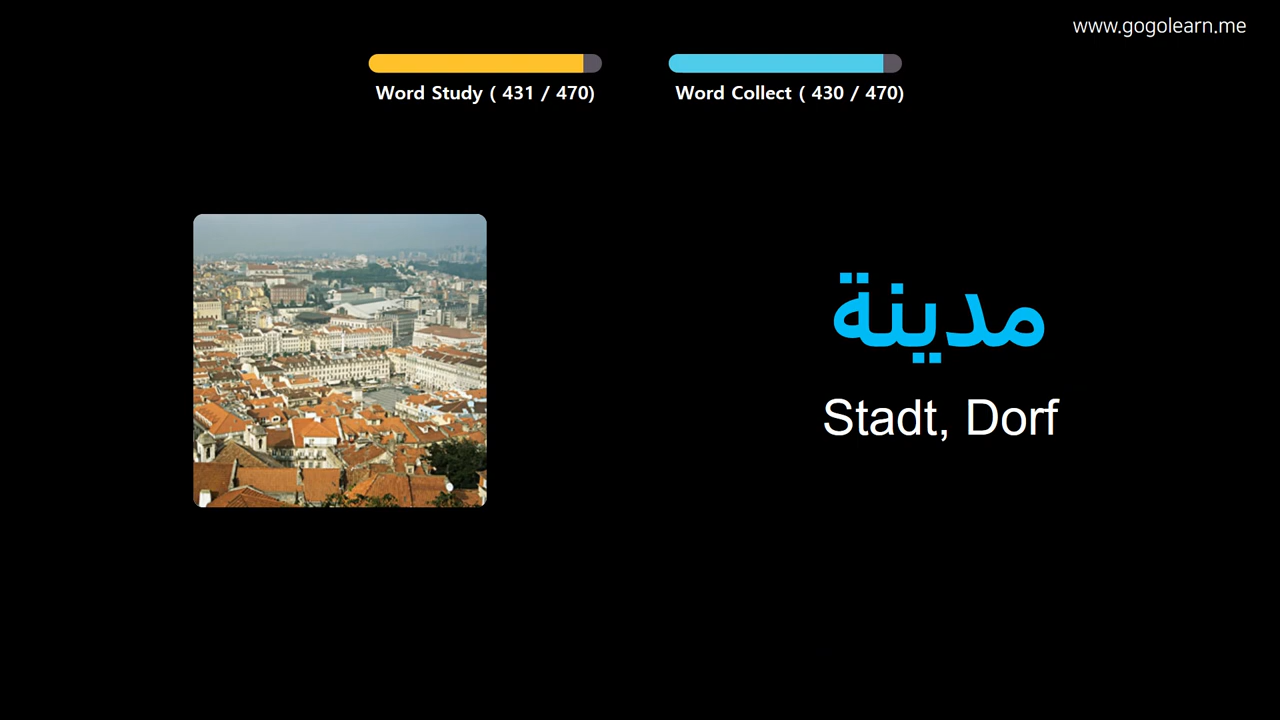 www.gogolearn.me
Word Study ( 431 / 470)
Word Collect ( 430 / 470)
مدينة
Stadt, Dorf